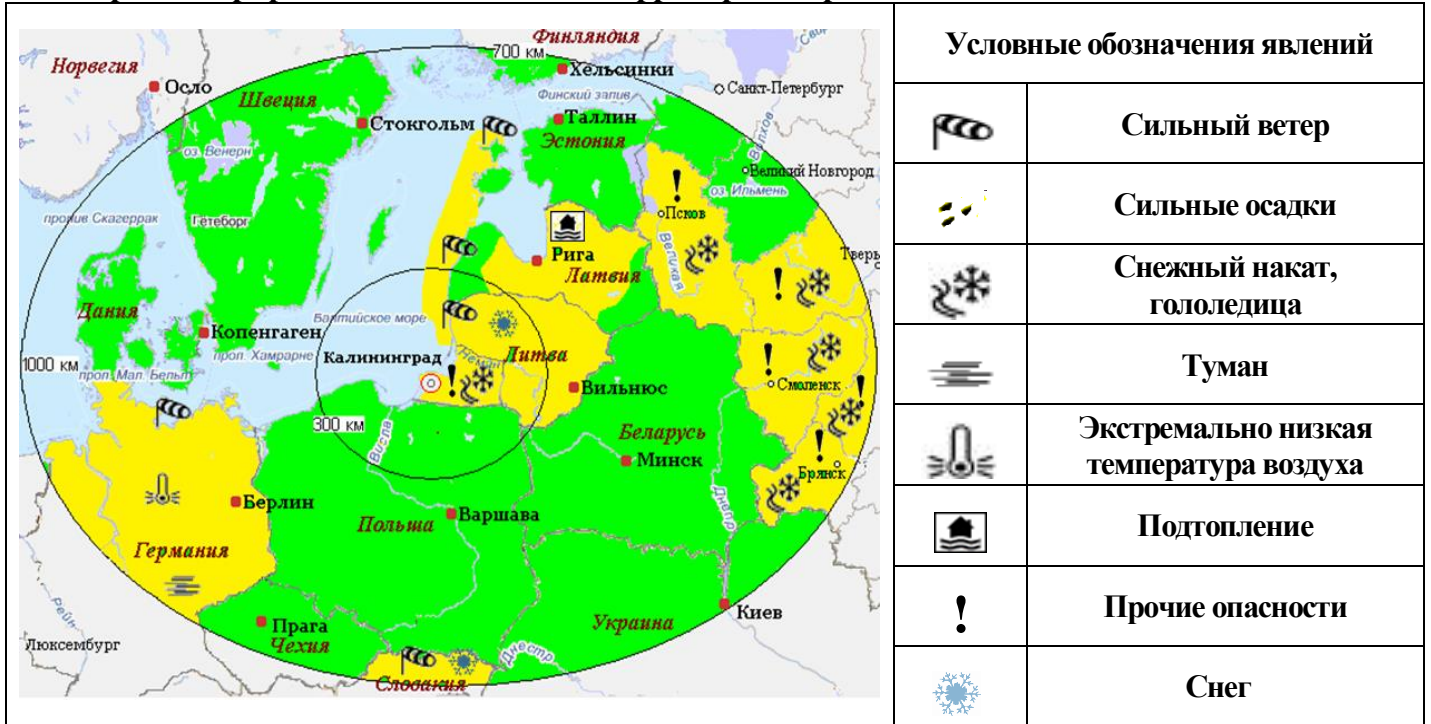 Финляндия
700 км
Норвегия
Хельсинки
Осло
Швеция
Финский залив
Санкт-Петербург
Стокгольм
Таллин
Эстония
Волхов
оз. Венерн
Великий Новгород
оз. Ильмень
пролив Скагеррак
Гётеборг
Псков
Рига
Великая
Тверь
Латвия
Дания
Балтийское море
Копенгаген
Литва
Неман
1000 км
прол. Хамрарне
Калининград
прол. Мал. Бельт
Смоленск
Вильнюс
300 км
Висла
Беларусь
Минск
Брянск
Берлин
Польша
Варшава
Днепр
Германия
Рейн
Киев
Прага
Украина
Чехия
Люксембург
Днестр
Словакия
Условные обозначения явлений
Сильный ветер
Сильные осадки
Снежный накат,
гололедица
Туман
Экстремально низкая
температура воздуха
Подтопление
! Прочие опасности
Снег